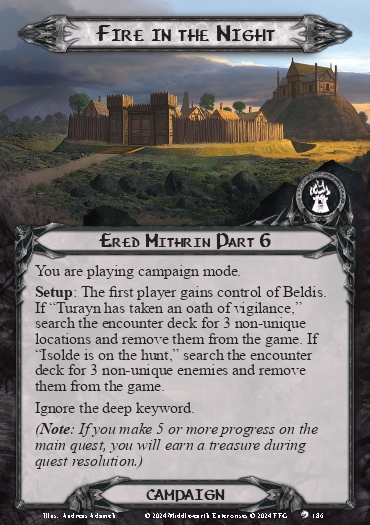 Fire in the Night
Ered Mithrin Part 6
You are playing campaign mode.
Setup: The first player gains control of Beldis.
If “Turayn has taken an oath of vigilance,”
search the encounter deck for 3 non-unique
locations and remove them from the game. If
“Isolde is on the hunt,” search the encounter
deck for 3 non-unique enemies and remove
them from the game.
Ignore the deep keyword.
(Note: If you make 5 or more progress on the
main quest, you will earn a treasure during
quest resolution.)
CAMPAIGN
Illus. Andreas Adamek © 2024 Middle-earth Enterprises © 2024 FFG 186